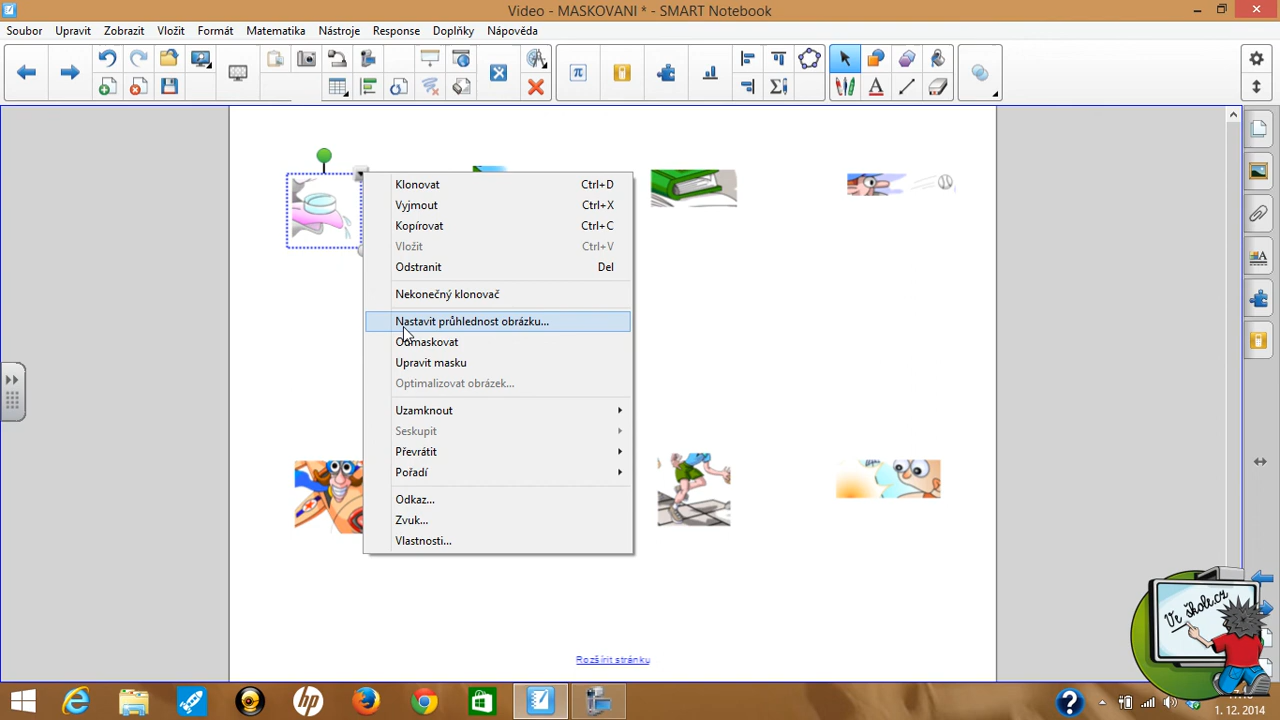 Video - MASKOVANI * - SMART Notebook
Soubor Úpravit Zobrazit Vložit Formát Matematika Nástroje Response Doplňky Nápověda
Klonovat Ctrl+D
Vyjmout Ctrl+X
Kopírovat Ctrl+C
Vložit Ctrl+V
Odstranit Del
Nekonečný klonovač
Nastavit průhlednost obrázku...
Odmaskovat
Upravit masku
Optimalizovat obrázek...
Uzamknout
Seskupit
Převrátit
Pořadí
Odkaz...
Zvuk...
Vlastnosti...
Ve škole.cz
Rozšířit stránku
hp
1. 12. 2014